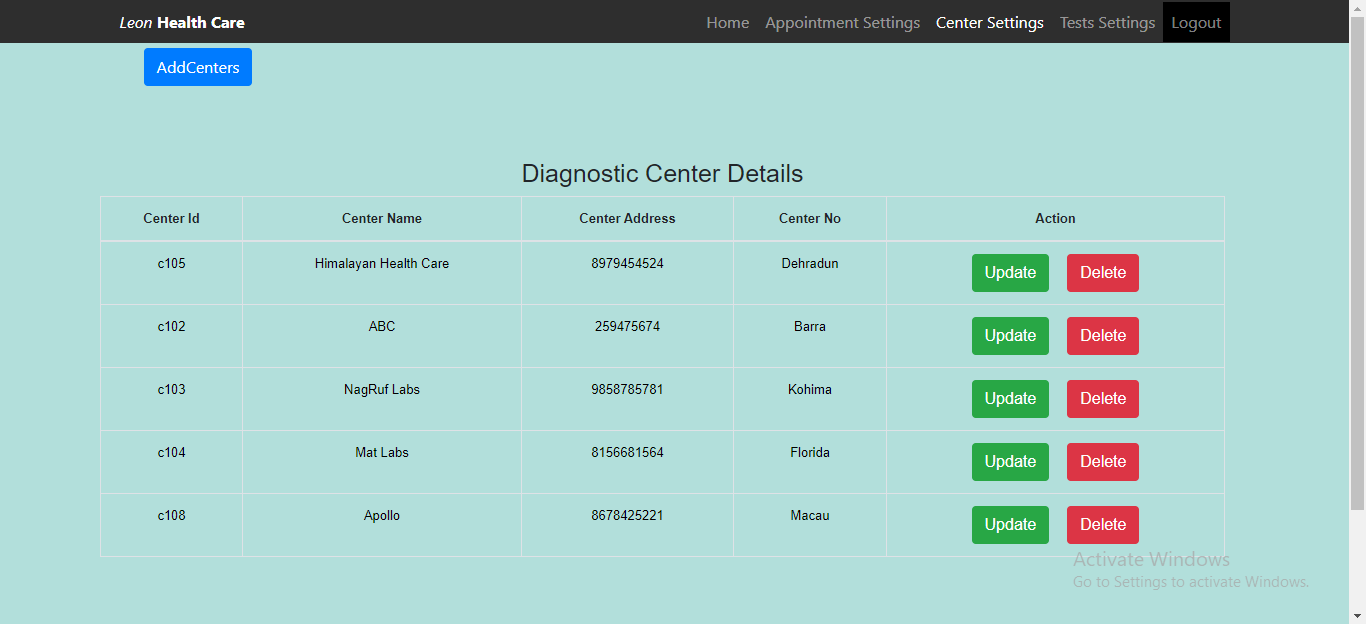 Leon Health Care Home Appointment Settings Center Settings Tests Settings Logout
AddCenters
Diagnostic Center Details
Center Id Center Name Center Address Center No Action
c105 Himalayan Health Care 8979454524 Dehradun Update Delete
c102 ABC 259475674 Barra Update Delete
c103 NagRuf Labs 9858785781 Kohima Update Delete
c104 Mat Labs 8156681564 Florida Update Delete
c108 Apollo 8678425221 Macau Update Delete
Activate Windows
Go to Settings to activate Windows.